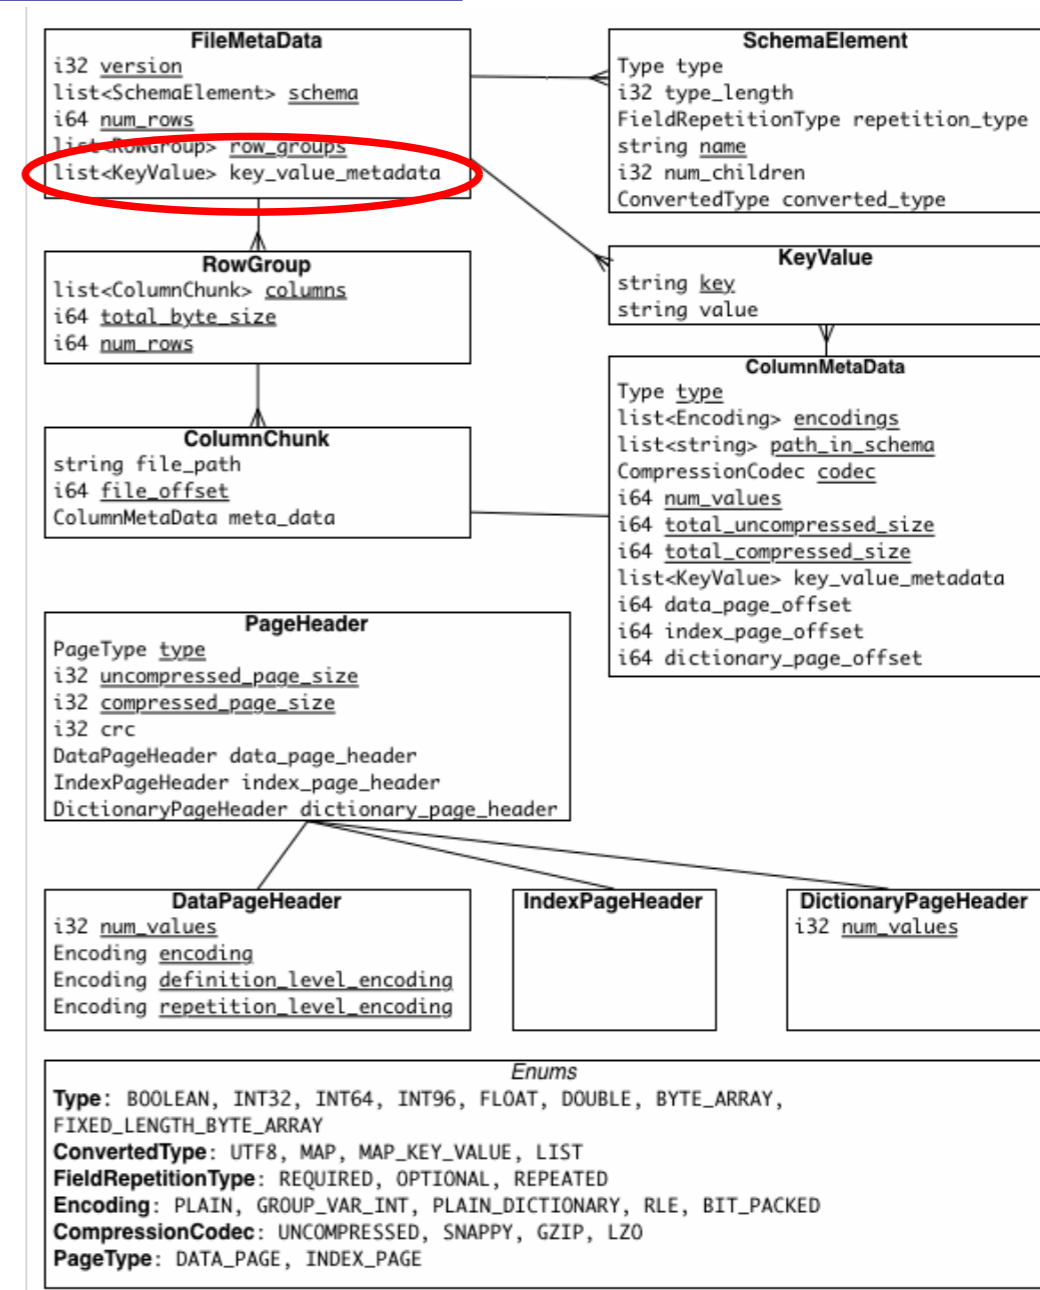 FileMetaData
i32 version
list<SchemaElement> schema
i64 num_rows
list<RowGroup> row_groups
list<KeyValue> key_value_metadata
SchemaElement
Type type
i32 type_length
FieldRepetitionType repetition_type
string name
i32 num_children
ConvertedType converted_type
RowGroup
list<ColumnChunk> columns
i64 total_byte_size
i64 num_rows
KeyValue
string key
string value
ColumnChunk
string file_path
i64 file_offset
ColumnMetaData meta_data
ColumnMetaData
Type type
list<Encoding> encodings
list<string> path_in_schema
CompressionCodec codec
i64 num_values
i64 total_uncompressed_size
i64 total_compressed_size
list<KeyValue> key_value_metadata
i64 data_page_offset
i64 index_page_offset
i64 dictionary_page_offset
PageHeader
PageType type
i32 uncompressed_page_size
i32 compressed_page_size
i32 crc
DataPageHeader data_page_header
IndexPageHeader index_page_header
DictionaryPageHeader dictionary_page_header
DataPageHeader
i32 num_values
Encoding encoding
Encoding definition_level_encoding
Encoding repetition_level_encoding
IndexPageHeader
DictionaryPageHeader
i32 num_values
Enums
Type: BOOLEAN, INT32, INT64, INT96, FLOAT, DOUBLE, BYTE_ARRAY,
FIXED_LENGTH_BYTE_ARRAY
ConvertedType: UTF8, MAP, MAP_KEY_VALUE, LIST
FieldRepetitionType: REQUIRED, OPTIONAL, REPEATED
Encoding: PLAIN, GROUP_VAR_INT, PLAIN_DICTIONARY, RLE, BIT_PACKED
CompressionCodec: UNCOMPRESSED, SNAPPY, GZIP, LZO
PageType: DATA_PAGE, INDEX_PAGE